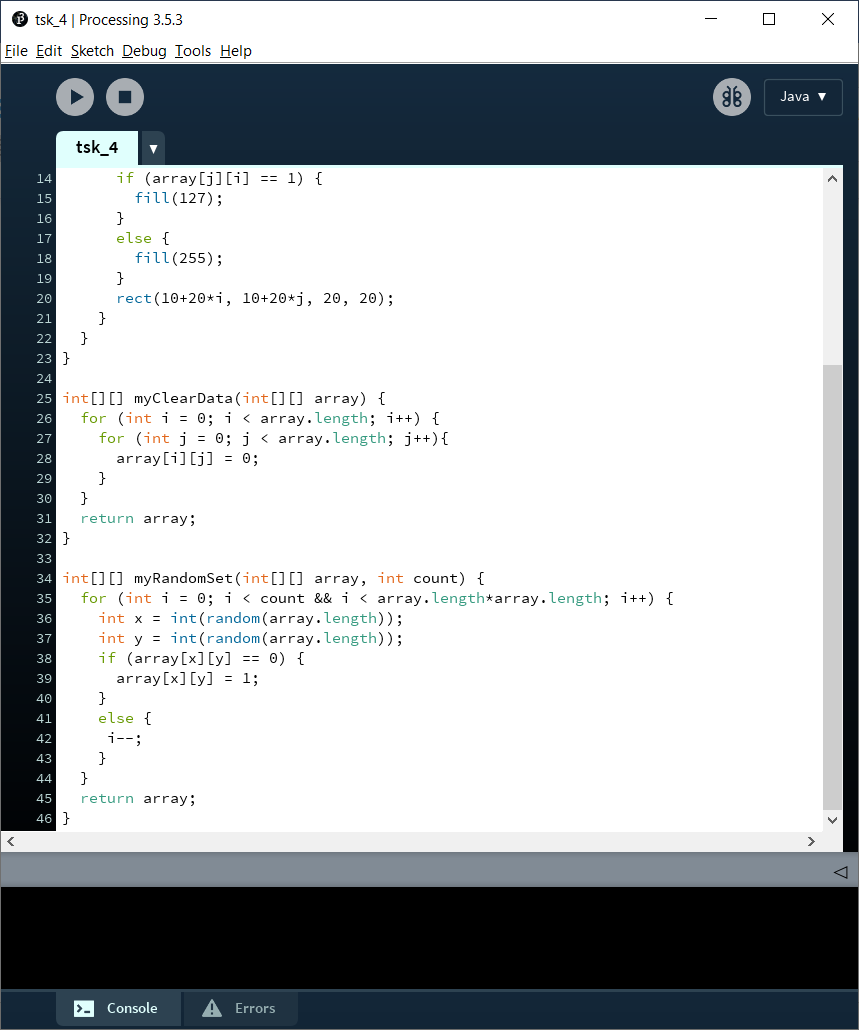 tsk_4 | Processing 3.5.3
File Edit Sketch Debug Tools Help
Java ▼
tsk_4 ▼
14       if (array[j][i] == 1) {
15         fill(127);
16       }
17       else {
18         fill(255);
19       }
20       rect(10+20*i, 10+20*j, 20, 20);
21     }
22   }
23 }
24
25 int[][] myClearData(int[][] array) {
26   for (int i = 0; i < array.length; i++) {
27     for (int j = 0; j < array.length; j++){
28       array[i][j] = 0;
29     }
30   }
31   return array;
32 }
33
34 int[][] myRandomSet(int[][] array, int count) {
35   for (int i = 0; i < count && i < array.length*array.length; i++) {
36     int x = int(random(array.length));
37     int y = int(random(array.length));
38     if (array[x][y] == 0) {
39       array[x][y] = 1;
40     }
41     else {
42      i--;
43     }
44   }
45   return array;
46 }
Console Errors